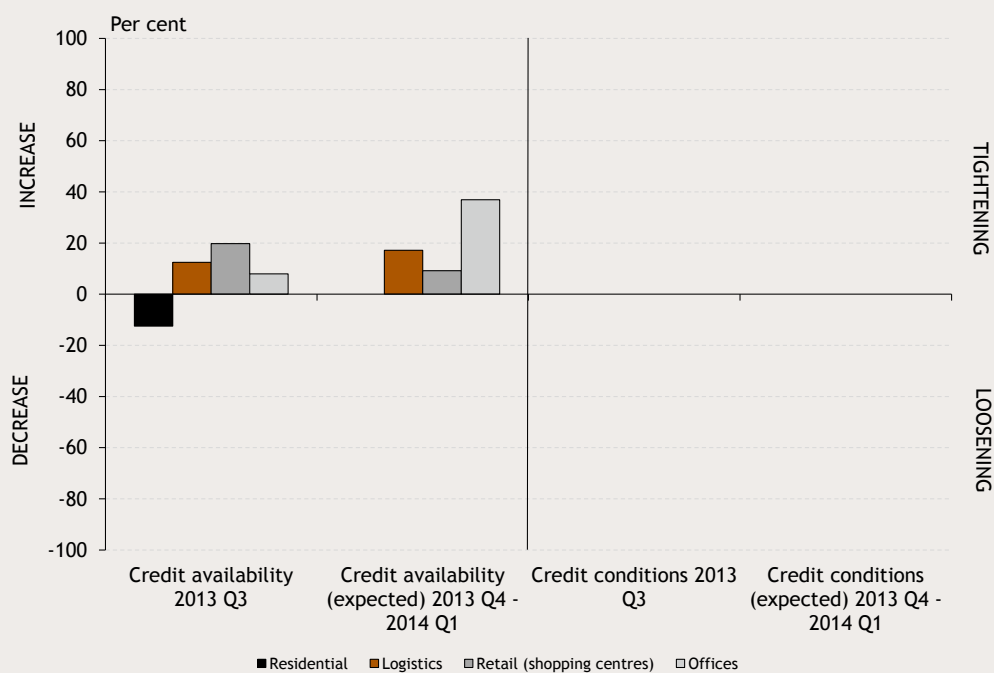 Per cent
100
80
60
40
20
0
-20
-40
-60
-80
-100
INCREASE
DECREASE
TIGHTENING
LOOSENING
Credit availability
2013 Q3
Credit availability
(expected) 2013 Q4 -
2014 Q1
Credit conditions 2013
Q3
Credit conditions
(expected) 2013 Q4 -
2014 Q1
Residential Logistics Retail (shopping centres) Offices